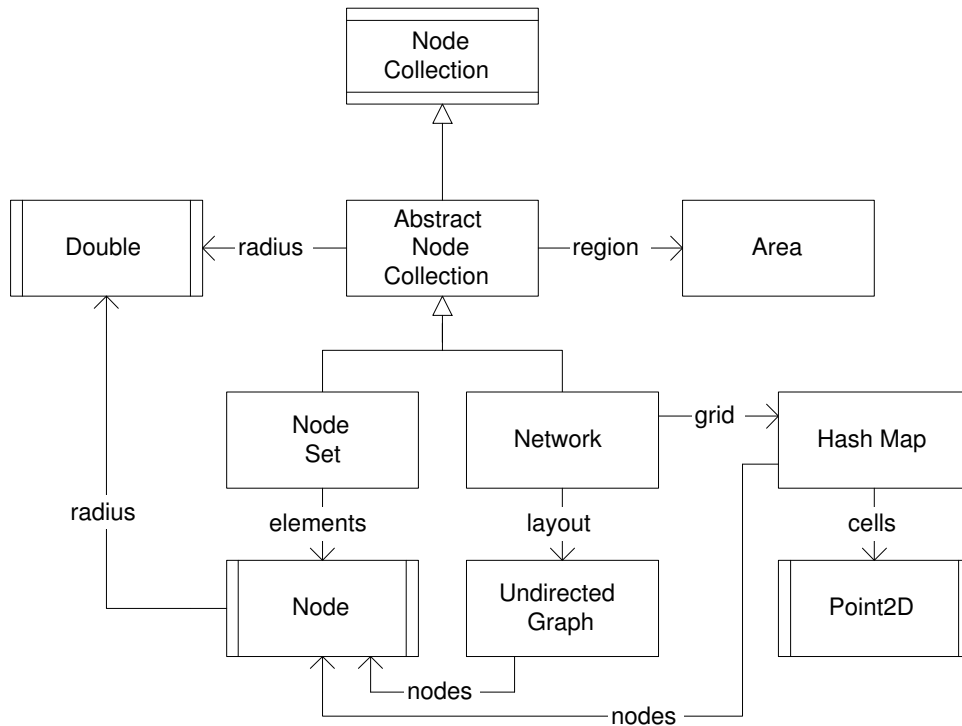 Node
Collection
Double
radius
Abstract
Node
Collection
region
Area
Node
Set
Network
grid
Hash Map
radius
elements
layout
cells
Node
Undirected
Graph
Point2D
nodes
nodes